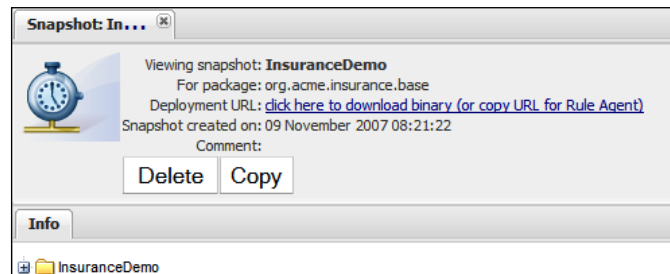 Snapshot: In...
Viewing snapshot: InsuranceDemo
For package: org.acme.insurance.base
Deployment URL: click here to download binary (or copy URL for Rule Agent)
Snapshot created on: 09 November 2007 08:21:22
Comment:
Delete Copy
Info
InsuranceDemo